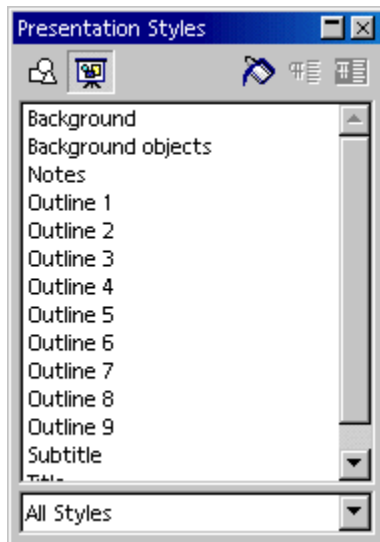 Presentation Styles
Background
Background objects
Notes
Outline 1
Outline 2
Outline 3
Outline 4
Outline 5
Outline 6
Outline 7
Outline 8
Outline 9
Subtitle
Title
All Styles